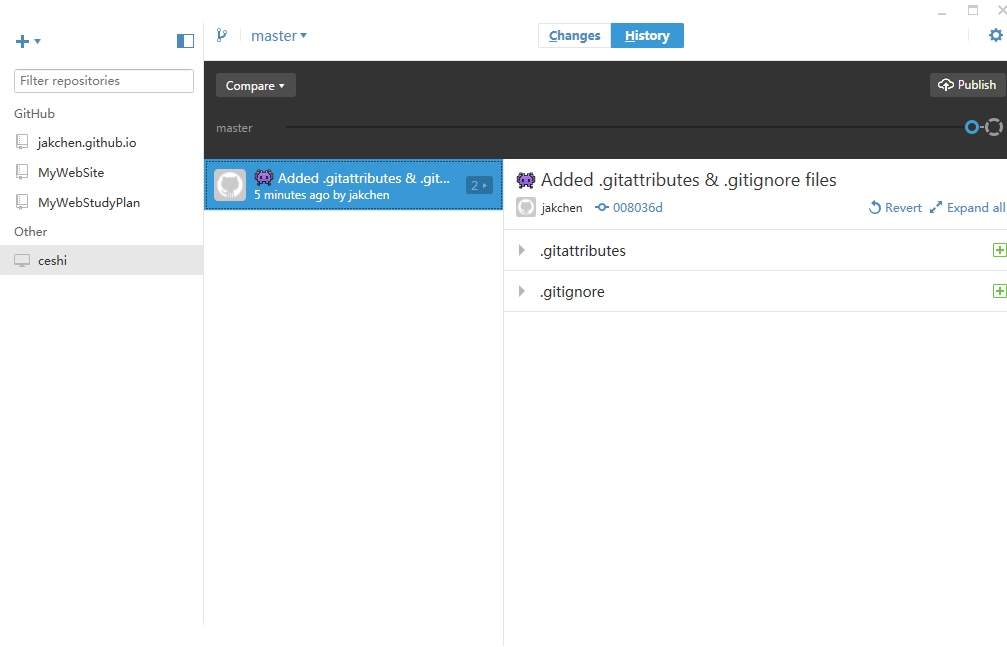 master
Changes
History
Filter repositories
GitHub
jakchen.github.io
MyWebSite
MyWebStudyPlan
Other
ceshi
Compare
Publish
master
Added .gitattributes & .git...
5 minutes ago by jakchen
2
Added .gitattributes & .gitignore files
jakchen
008036d
Revert
Expand all
.gitattributes
.gitignore